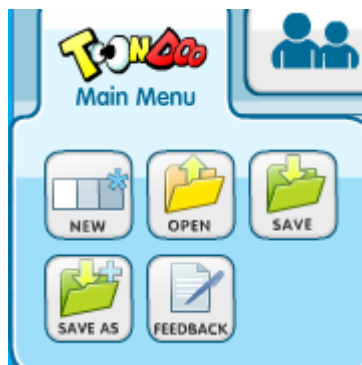 TOONDOO
Main Menu
NEW OPEN SAVE
SAVE AS FEEDBACK